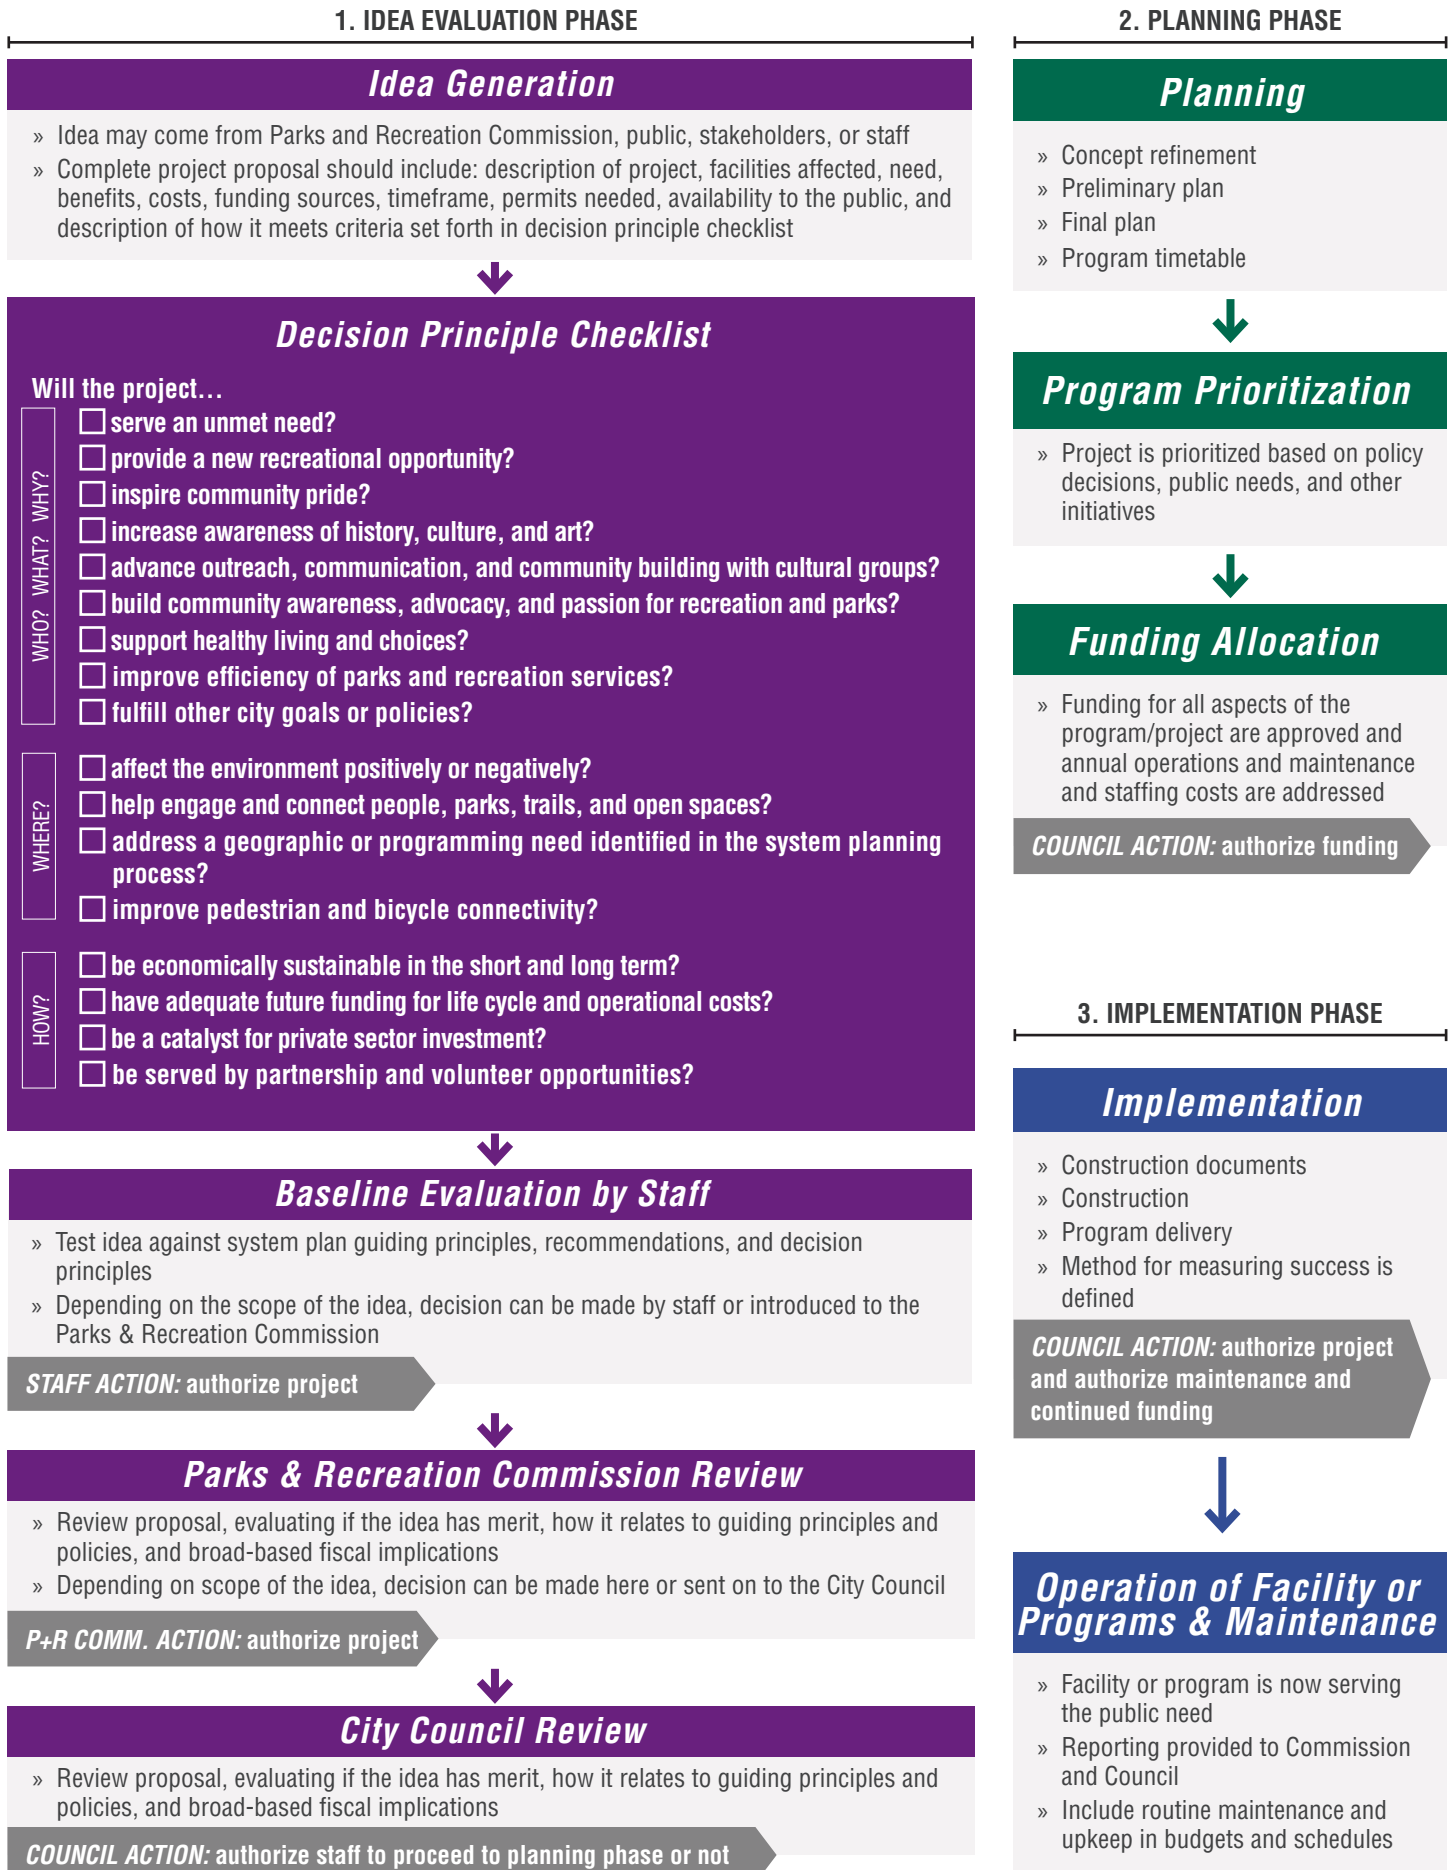 1. IDEA EVALUATION PHASE
Idea Generation
» Idea may come from Parks and Recreation Commission, public, stakeholders, or staff
» Complete project proposal should include: description of project, facilities affected, need,
benefits, costs, funding sources, timeframe, permits needed, availability to the public, and
description of how it meets criteria set forth in decision principle checklist
Decision Principle Checklist
Will the project...
WHO? WHAT? WHY?
serve an unmet need?
provide a new recreational opportunity?
inspire community pride?
increase awareness of history, culture, and art?
advance outreach, communication, and community building with cultural groups?
build community awareness, advocacy, and passion for recreation and parks?
support healthy living and choices?
improve efficiency of parks and recreation services?
fulfill other city goals or policies?
WHERE?
affect the environment positively or negatively?
help engage and connect people, parks, trails, and open spaces?
address a geographic or programming need identified in the system planning
process?
improve pedestrian and bicycle connectivity?
HOW?
be economically sustainable in the short and long term?
have adequate future funding for life cycle and operational costs?
be a catalyst for private sector investment?
be served by partnership and volunteer opportunities?
Baseline Evaluation by Staff
» Test idea against system plan guiding principles, recommendations, and decision
principles
» Depending on the scope of the idea, decision can be made by staff or introduced to the
Parks & Recreation Commission
STAFF ACTION: authorize project
Parks & Recreation Commission Review
» Review proposal, evaluating if the idea has merit, how it relates to guiding principles and
policies, and broad-based fiscal implications
» Depending on scope of the idea, decision can be made here or sent on to the City Council
P+R COMM. ACTION: authorize project
City Council Review
» Review proposal, evaluating if the idea has merit, how it relates to guiding principles and
policies, and broad-based fiscal implications
COUNCIL ACTION: authorize staff to proceed to planning phase or not
2. PLANNING PHASE
Planning
» Concept refinement
» Preliminary plan
» Final plan
» Program timetable
Program Prioritization
» Project is prioritized based on policy
decisions, public needs, and other
initiatives
Funding Allocation
» Funding for all aspects of the
program/project are approved and
annual operations and maintenance
and staffing costs are addressed
COUNCIL ACTION: authorize funding
3. IMPLEMENTATION PHASE
Implementation
» Construction documents
» Construction
» Program delivery
» Method for measuring success is
defined
COUNCIL ACTION: authorize project
and authorize maintenance and
continued funding
Operation of Facility or
Programs & Maintenance
» Facility or program is now serving
the public need
» Reporting provided to Commission
and Council
» Include routine maintenance and
upkeep in budgets and schedules